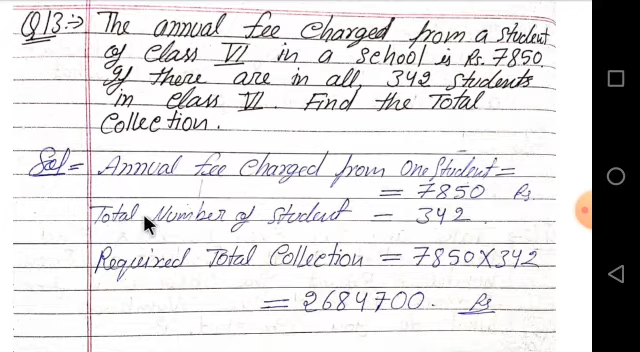 Q13:→ The annual fee Charged from a student
of Class VI in a school is Rs. 7850
If there are in all, 342 students
in class VI. Find the Total
Collection.
Sol= Annual fee Charged from One Student =
= 7850 Rs
Total Number of student - 342.
Required Total Collection = 7850X342
= 2684700. Rs